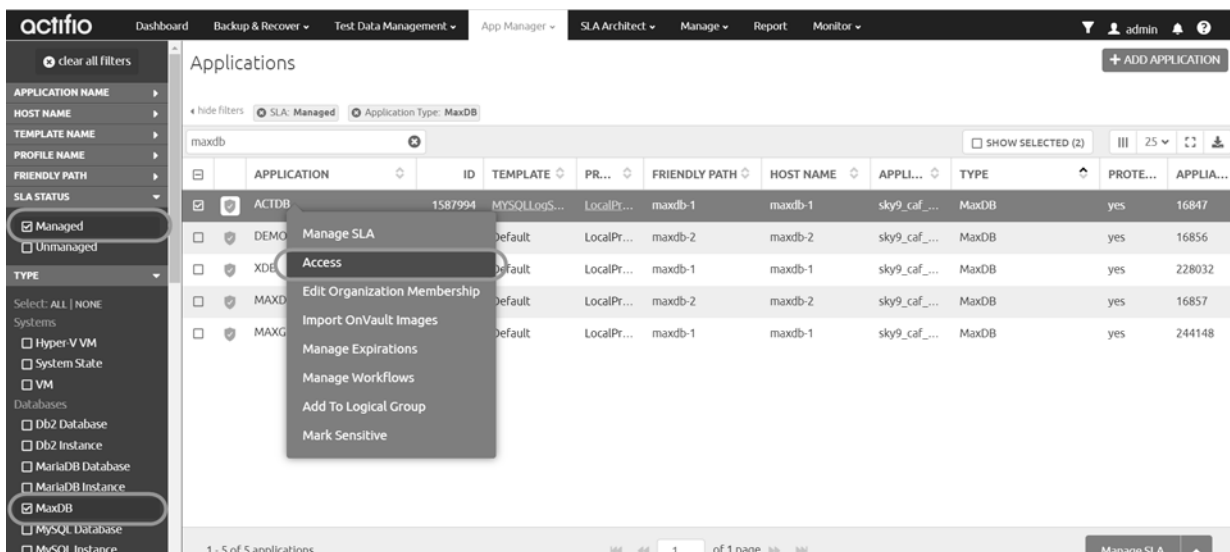 actifio Dashboard Backup & Recover Test Data Management App Manager SLA Architect Manage Report Monitor admin
clear all filters
Applications
+ ADD APPLICATION
APPLICATION NAME
HOST NAME
TEMPLATE NAME
PROFILE NAME
FRIENDLY PATH
SLA STATUS
Managed
Unmanaged
TYPE
Select: ALL | NONE
Systems
Hyper-V VM
System State
VM
Databases
Db2 Database
Db2 Instance
MariaDB Database
MariaDB Instance
MaxDB
MySQL Database
MySQL Instance
hide filters SLA: Managed Application Type: MaxDB
maxdb SHOW SELECTED (2) 25
APPLICATION ID TEMPLATE PR... FRIENDLY PATH HOST NAME APPLI... TYPE PROTE... APPLIA...
ACTDB 1587994 MYSQLLogS... LocalPr... maxdb-1 maxdb-1 sky9_caf_... MaxDB yes 16847
DEMO Default LocalPr... maxdb-2 maxdb-2 sky9_caf_... MaxDB yes 16856
XDE Default LocalPr... maxdb-1 maxdb-1 sky9_caf_... MaxDB yes 228032
MAXD Default LocalPr... maxdb-2 maxdb-2 sky9_caf_... MaxDB yes 16857
MAXG Default LocalPr... maxdb-1 maxdb-1 sky9_caf_... MaxDB yes 244148
Manage SLA
Access
Edit Organization Membership
Import OnVault Images
Manage Expirations
Manage Workflows
Add To Logical Group
Mark Sensitive
1 - 5 of 5 applications 1 of 1 page Manage SLA